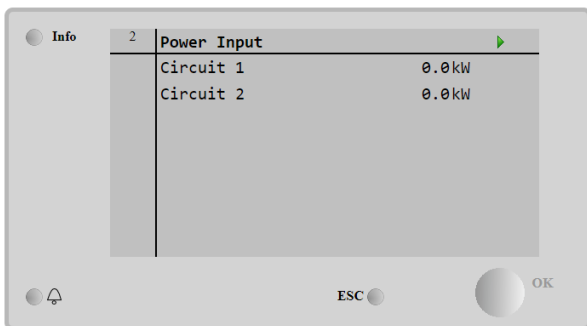 Info
2 Power Input
Circuit 1 0.0kW
Circuit 2 0.0kW
ESC
OK